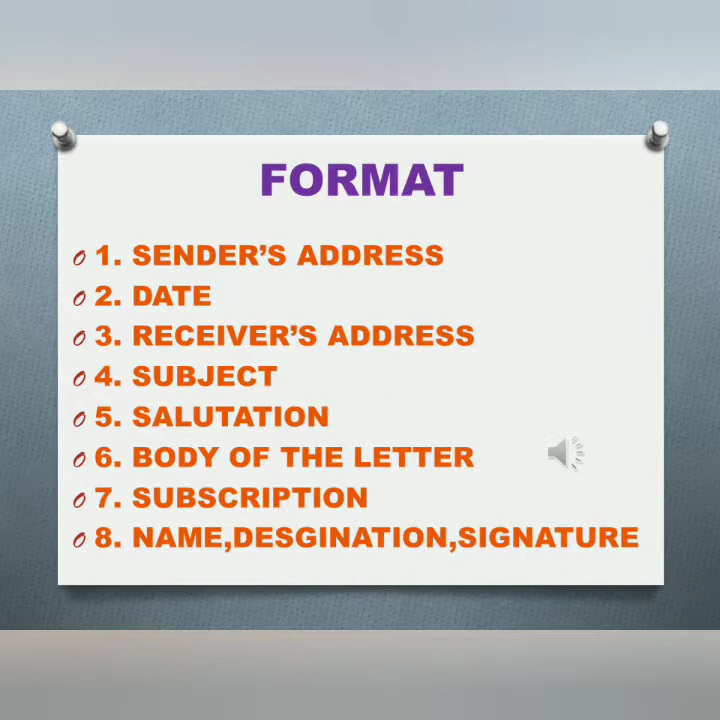 FORMAT
1. SENDER’S ADDRESS
2. DATE
3. RECEIVER’S ADDRESS
4. SUBJECT
5. SALUTATION
6. BODY OF THE LETTER
7. SUBSCRIPTION
8. NAME,DESGINATION,SIGNATURE